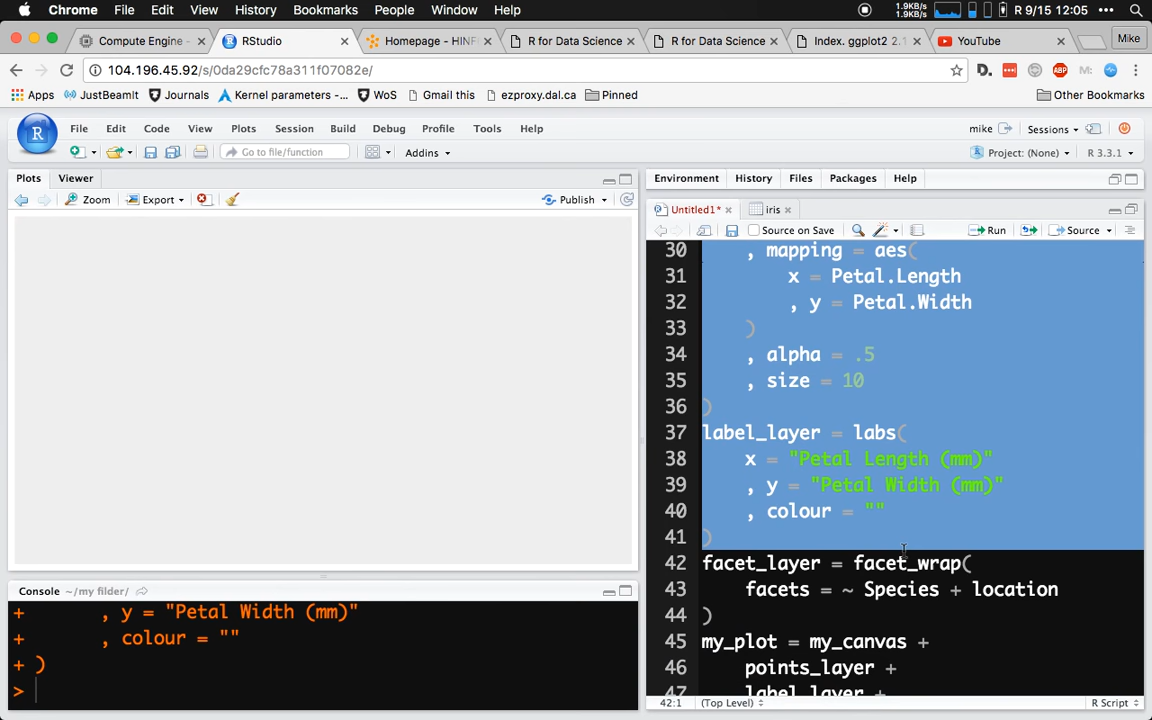 Chrome File Edit View History Bookmarks People Window Help 1.9KB/s 1.9KB/s R 9/15 12:05
Compute Engine - RStudio Homepage - HINF R for Data Science R for Data Science Index. ggplot2 2.1 YouTube Mike
104.196.45.92/s/0da29cfc78a311f07082e/ D. ABP M:
Apps JustBeamIt Journals Kernel parameters -... WoS Gmail this ezproxy.dal.ca Pinned Other Bookmarks
R File Edit Code View Plots Session Build Debug Profile Tools Help mike Sessions
Go to file/function Addins Project: (None) R 3.3.1
Plots Viewer
Zoom Export Publish
Environment History Files Packages Help
Untitled1* iris
Source on Save Run Source
30 , mapping = aes(
31 x = Petal.Length
32 , y = Petal.Width
33 )
34 , alpha = .5
35 , size = 10
36 )
37 label_layer = labs(
38 x = "Petal Length (mm)"
39 , y = "Petal Width (mm)"
40 , colour = ""
41 )
42 facet_layer = facet_wrap(
43 facets = ~ Species + location
44 )
45 my_plot = my_canvas +
46 points_layer +
47 label_layer +
42:1 (Top Level) R Script
Console ~/my filder/
+ , y = "Petal Width (mm)"
+ , colour = ""
+ )
>